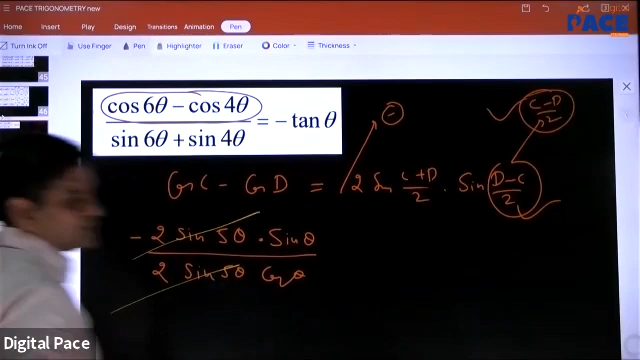 PACE TRIGONOMETRY new
Home Insert Play Design Transitions Animation Pen
Turn Ink Off Use Finger Pen Highlighter Eraser Color Thickness
45
46
PACE
cos 6θ − cos 4θ / sin 6θ + sin 4θ = − tan θ
⊖
C−D / 2
Cos C − Cos D = 2 Sin C+D / 2 · Sin D−C / 2
− 2 Sin 5θ · Sin θ / 2 Sin 5θ Cos θ
Digital Pace